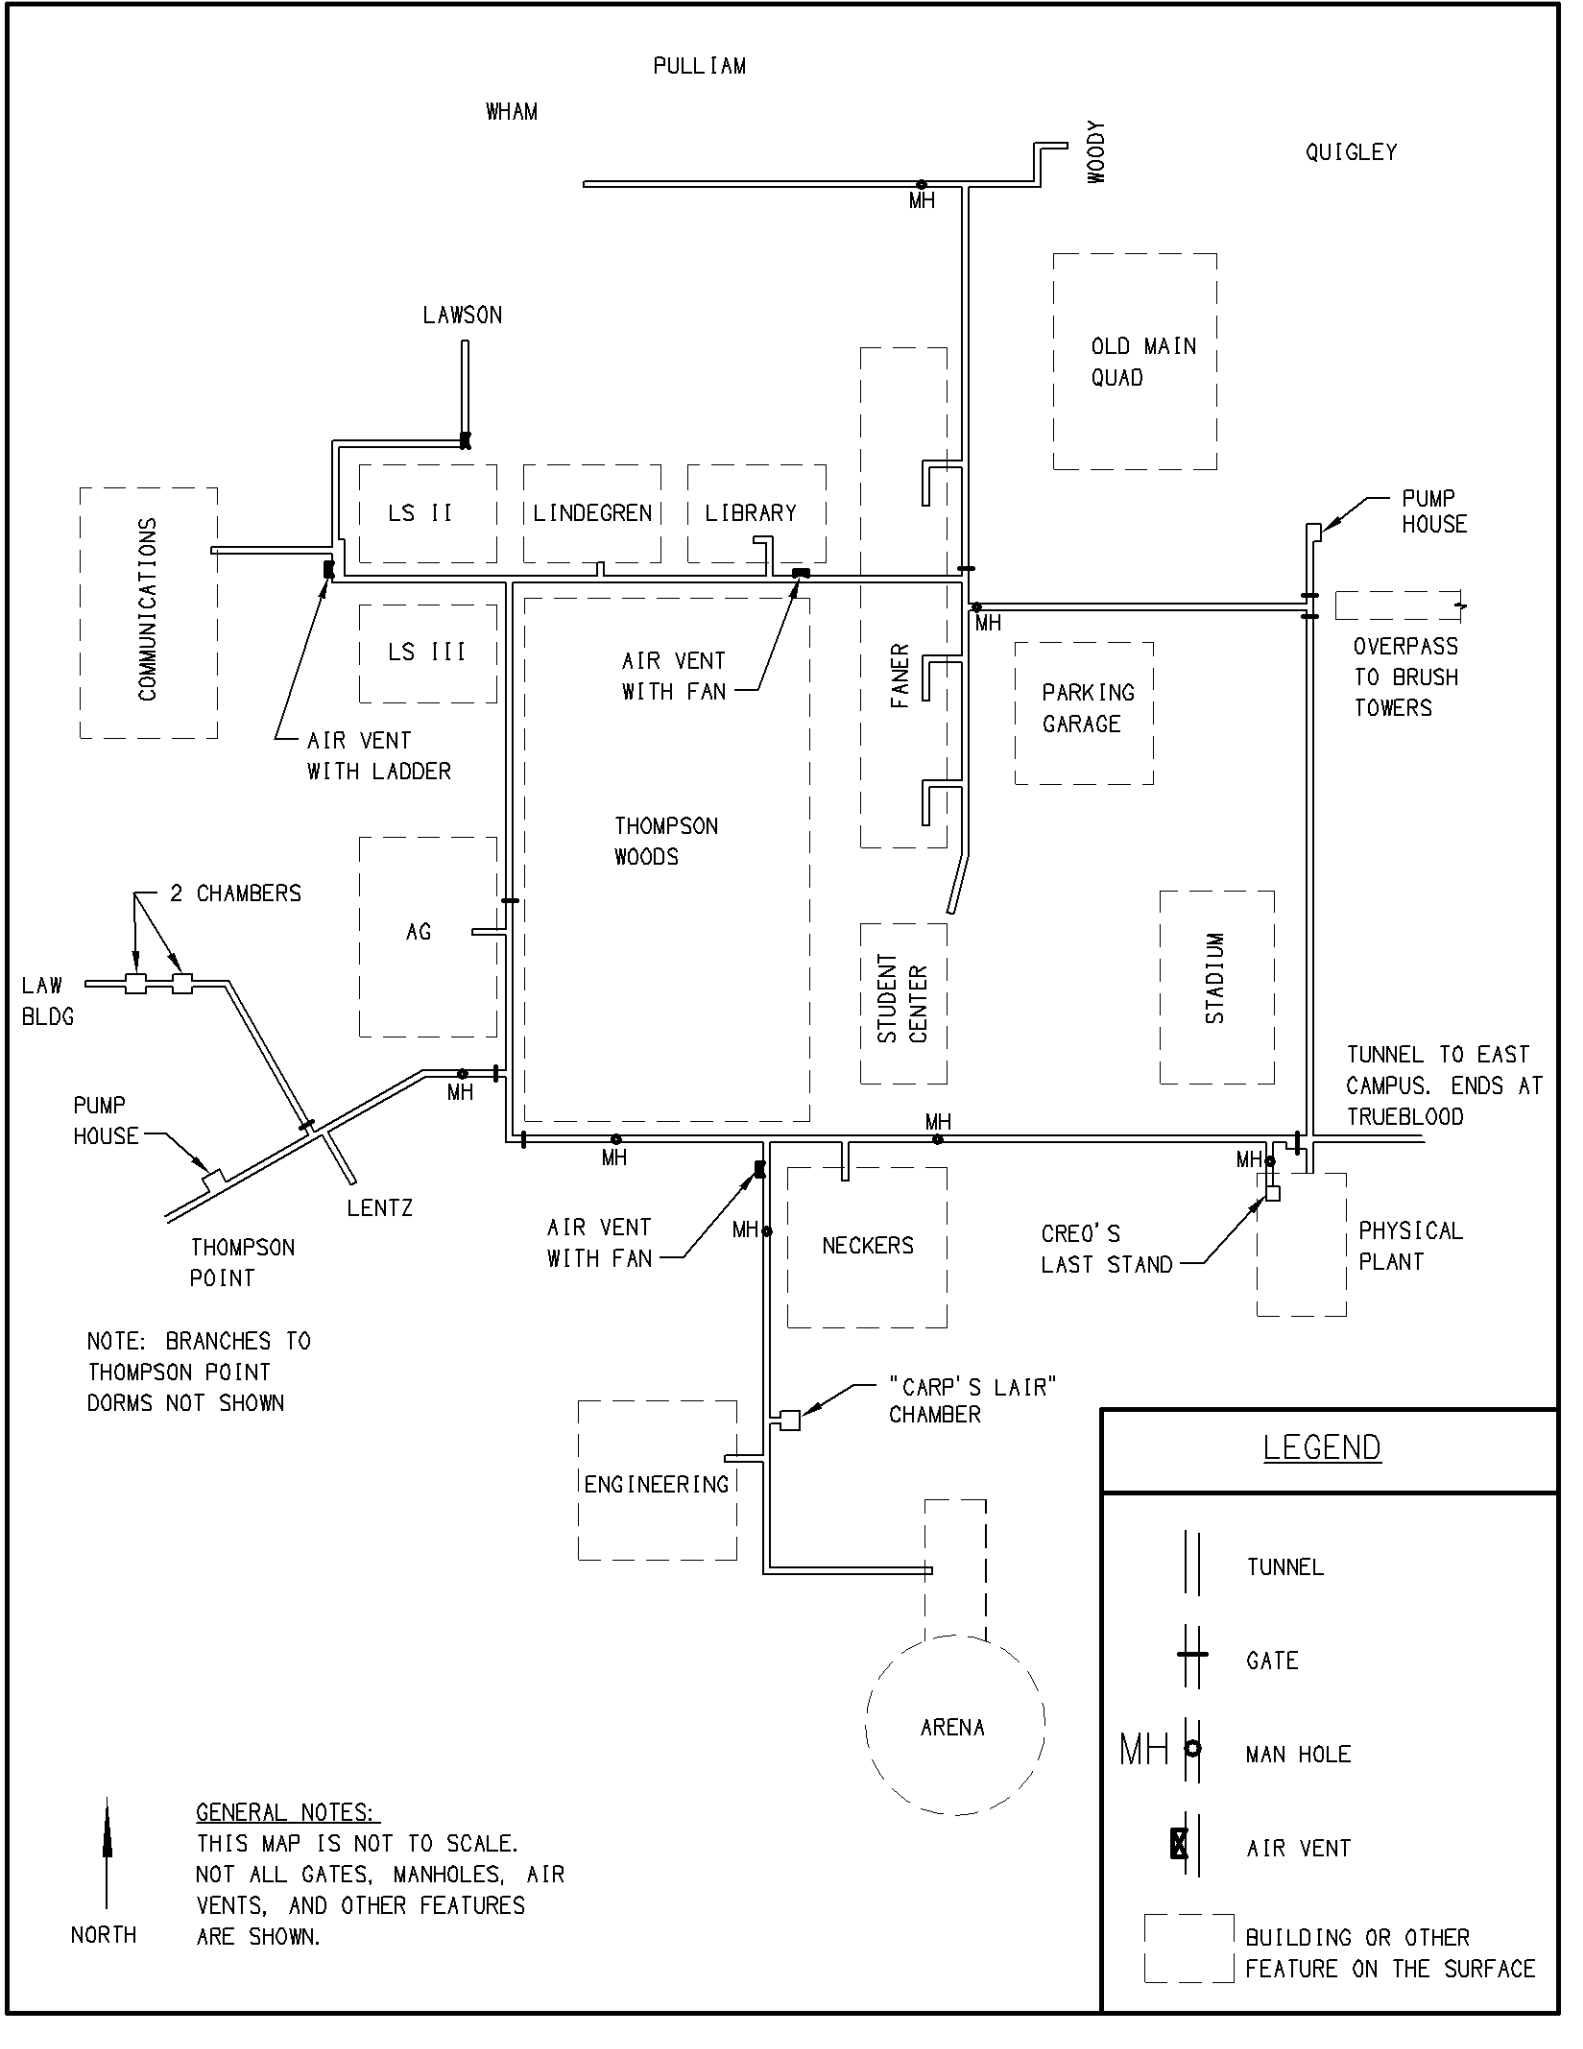 PULLIAM
WHAM
WOODY
QUIGLEY
MH
LAWSON
OLD MAIN
QUAD
PUMP
HOUSE
LS II
LINDEGREN
LIBRARY
COMMUNICATIONS
MH
OVERPASS
TO BRUSH
TOWERS
LS III
AIR VENT
WITH FAN
FANER
PARKING
GARAGE
AIR VENT
WITH LADDER
THOMPSON
WOODS
2 CHAMBERS
AG
LAW
BLDG
STUDENT
CENTER
STADIUM
TUNNEL TO EAST
CAMPUS. ENDS AT
TRUEBLOOD
MH
PUMP
HOUSE
MH
MH
MH
LENTZ
THOMPSON
POINT
AIR VENT
WITH FAN
MH
NECKERS
CREO'S
LAST STAND
PHYSICAL
PLANT
NOTE: BRANCHES TO
THOMPSON POINT
DORMS NOT SHOWN
"CARP'S LAIR"
CHAMBER
ENGINEERING
ARENA
LEGEND
TUNNEL
GATE
MH
MAN HOLE
AIR VENT
BUILDING OR OTHER
FEATURE ON THE SURFACE
NORTH
GENERAL NOTES:
THIS MAP IS NOT TO SCALE.
NOT ALL GATES, MANHOLES, AIR
VENTS, AND OTHER FEATURES
ARE SHOWN.